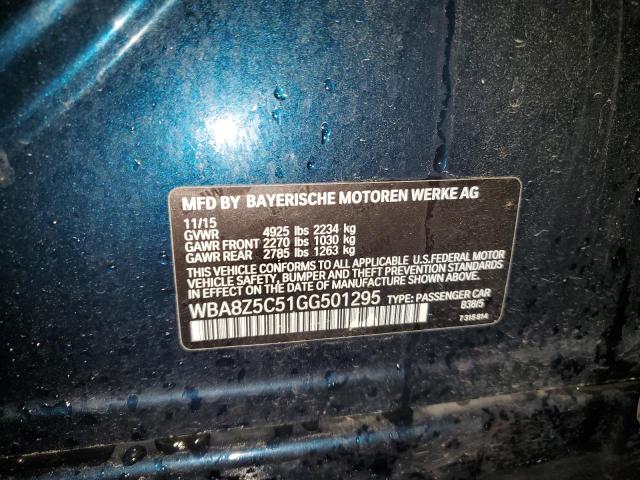 MFD BY BAYERISCHE MOTOREN WERKE AG
11/15
GVWR 4925 lbs 2234 kg
GAWR FRONT 2270 lbs 1030 kg
GAWR REAR 2785 lbs 1263 kg
THIS VEHICLE CONFORMS TO ALL APPLICABLE U.S.FEDERAL MOTOR
VEHICLE SAFETY, BUMPER AND THEFT PREVENTION STANDARDS
IN EFFECT ON THE DATE OF MANUFACTURE SHOWN ABOVE.
WBA8Z5C51GG501295 TYPE: PASSENGER CAR
B38/5
7 315 814